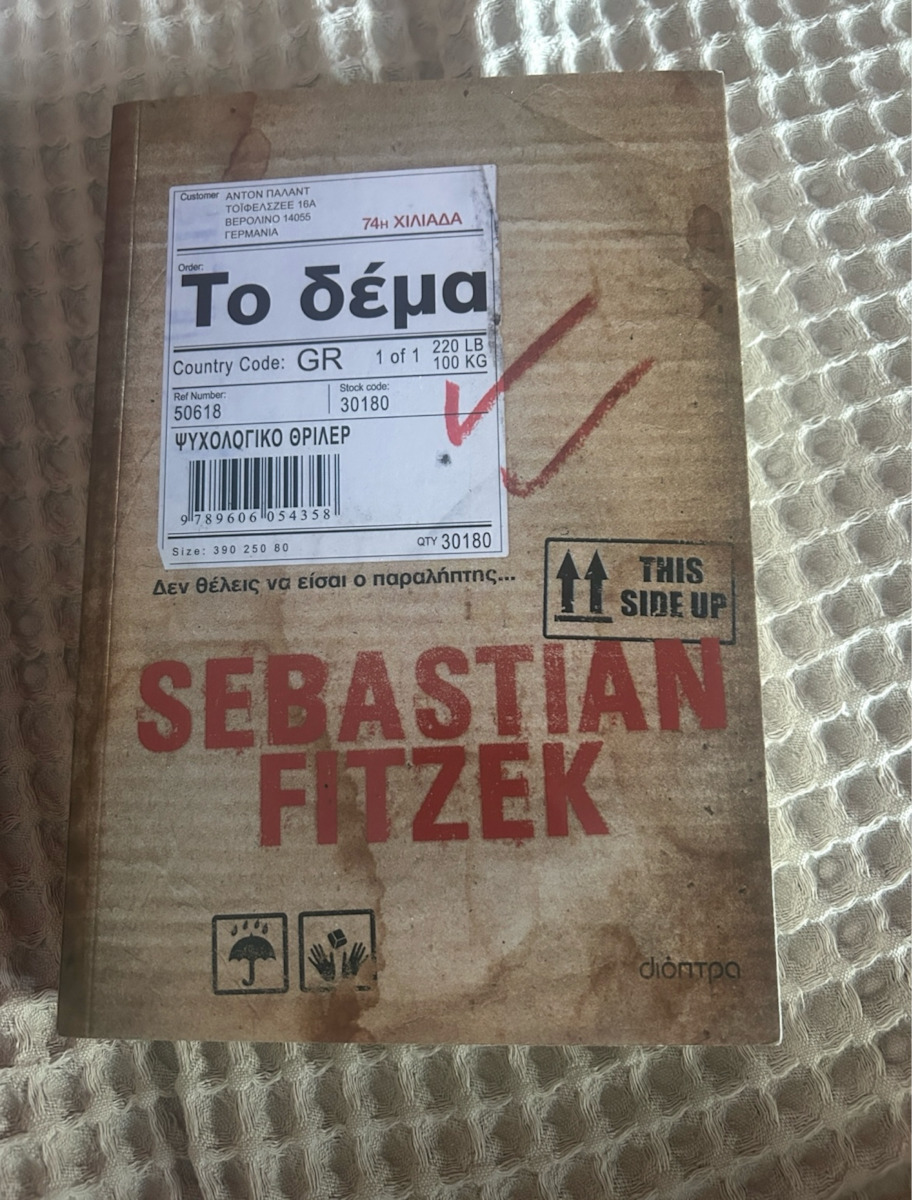 Customer ΑΝΤΟΝ ΠΑΛΑΝΤ
ΤΟΪΦΕΛΣΖΕΕ 16Α
ΒΕΡΟΛΙΝΟ 14055
ΓΕΡΜΑΝΙΑ
74Η ΧΙΛΙΑΔΑ
Order:
Το δέμα
Country Code: GR 1 of 1 220 LB
100 KG
Ref Number:
50618
Stock code:
30180
ΨΥΧΟΛΟΓΙΚΟ ΘΡΙΛΕΡ
9 789606 054358
Size: 390 250 80
QTY 30180
Δεν θέλεις να είσαι ο παραλήπτης...
THIS
SIDE UP
SEBASTIAN
FITZEK
διόπτρα